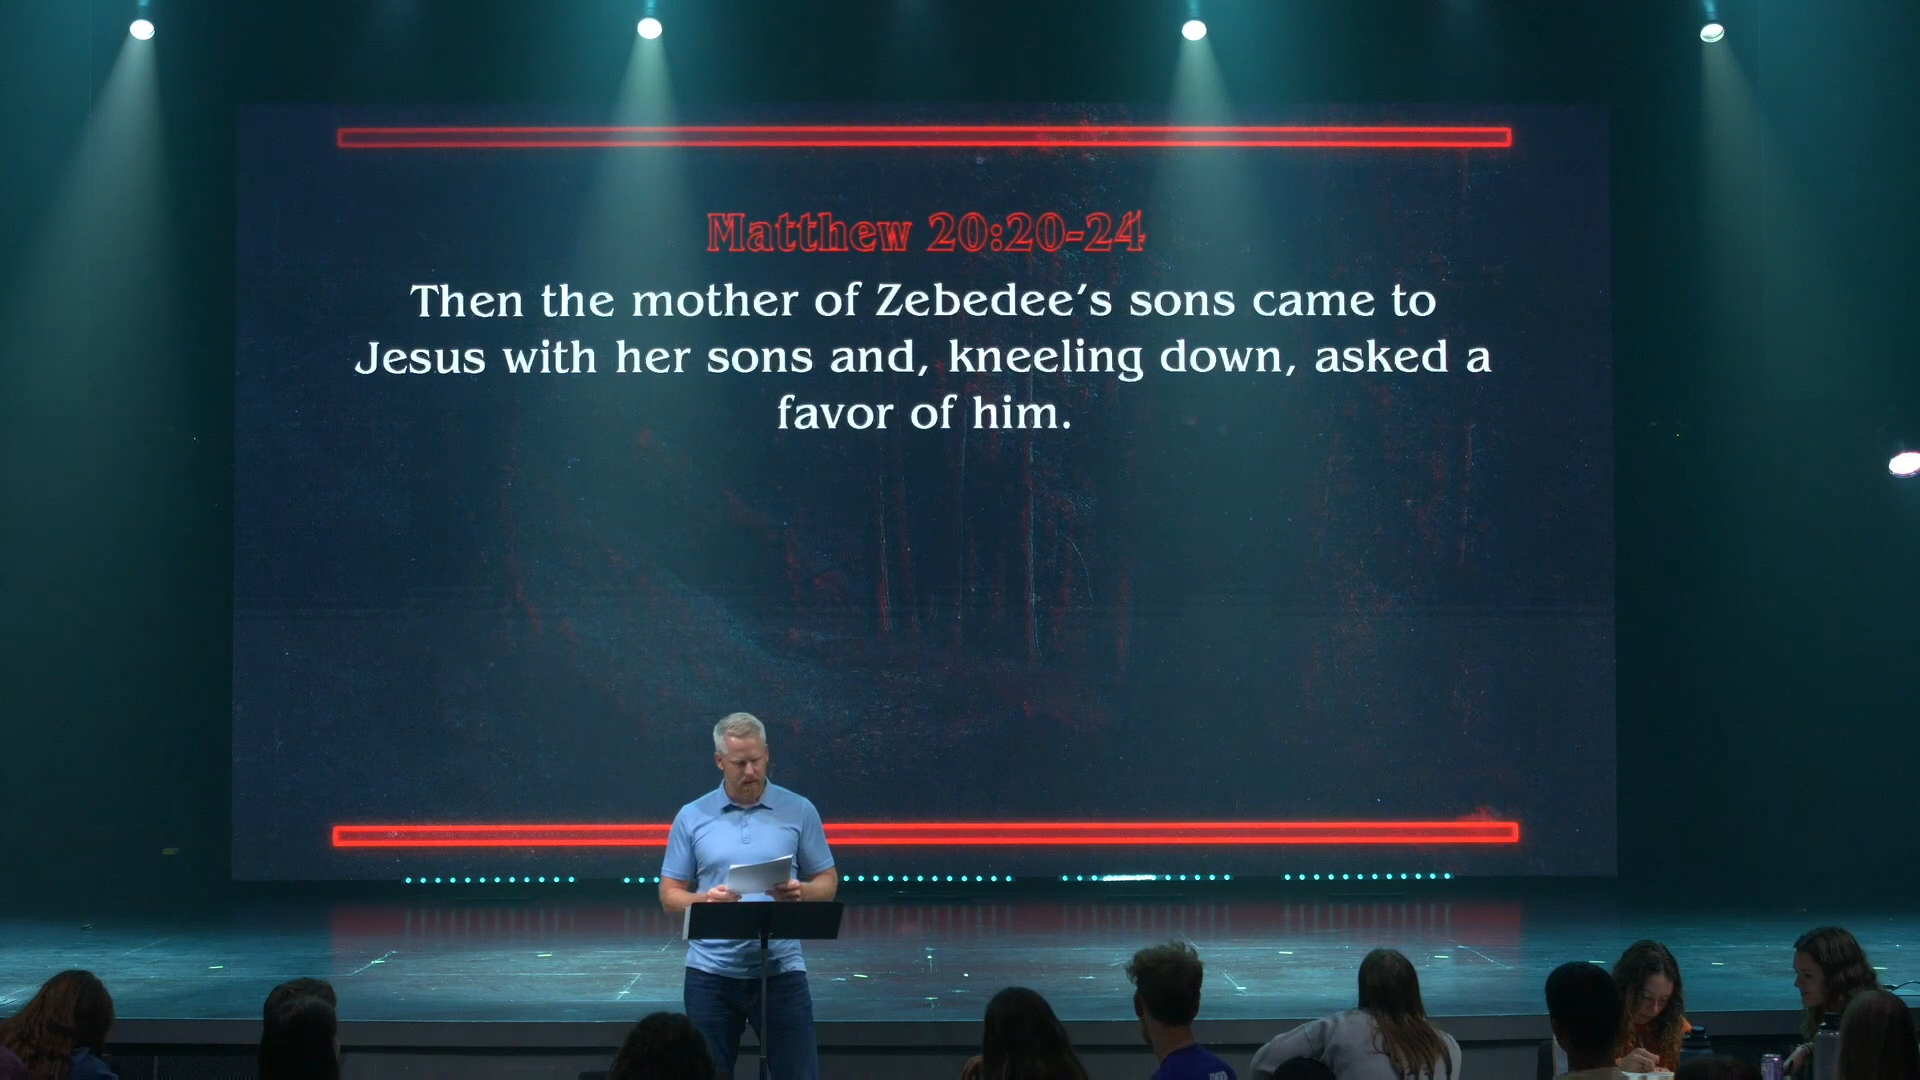 Matthew 20:20-24
Then the mother of Zebedee’s sons came to
Jesus with her sons and, kneeling down, asked a
favor of him.